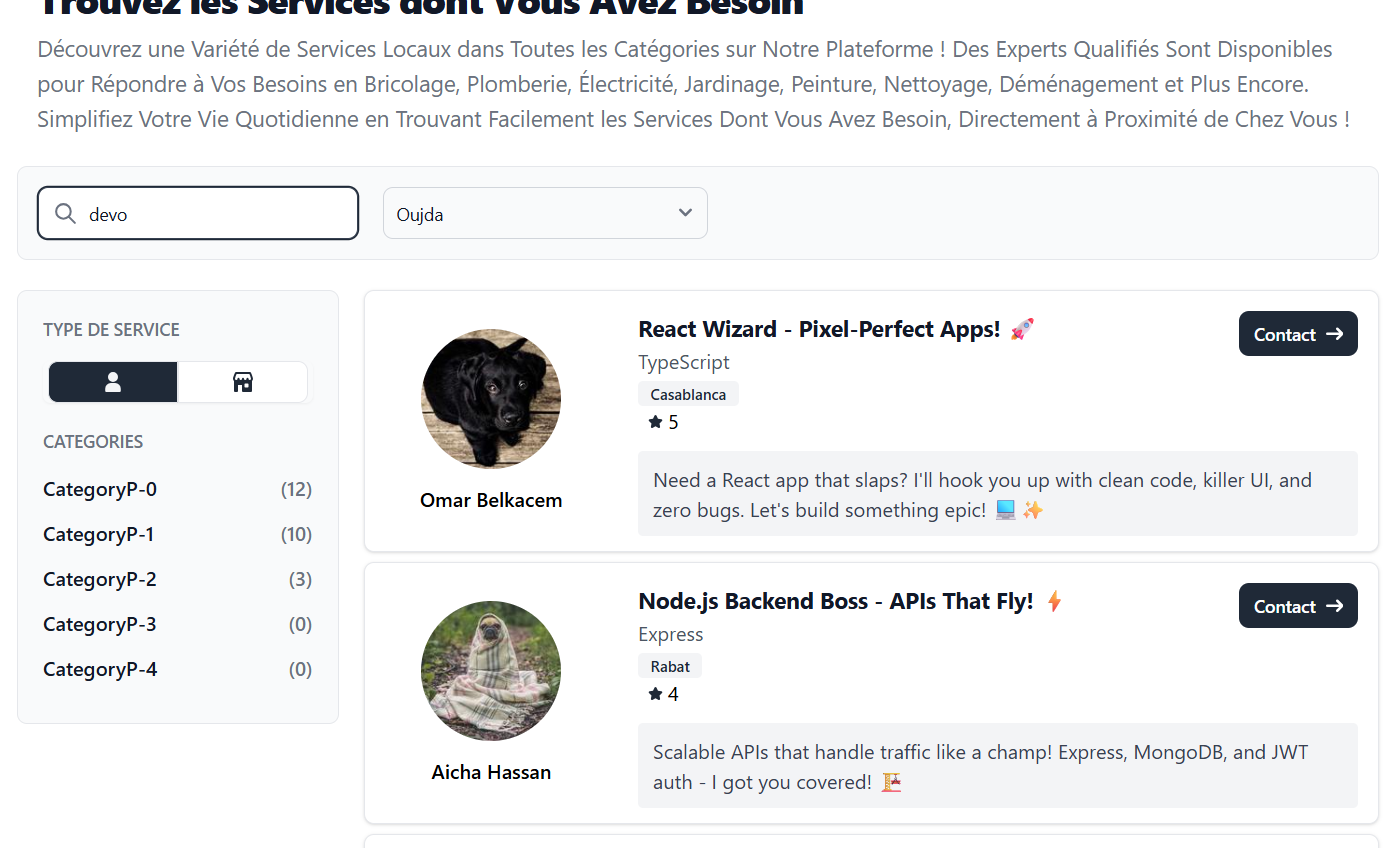 Trouvez les Services dont Vous Avez Besoin
Découvrez une Variété de Services Locaux dans Toutes les Catégories sur Notre Plateforme ! Des Experts Qualifiés Sont Disponibles
pour Répondre à Vos Besoins en Bricolage, Plomberie, Électricité, Jardinage, Peinture, Nettoyage, Déménagement et Plus Encore.
Simplifiez Votre Vie Quotidienne en Trouvant Facilement les Services Dont Vous Avez Besoin, Directement à Proximité de Chez Vous !
devo
Oujda
TYPE DE SERVICE
CATEGORIES
CategoryP-0 (12)
CategoryP-1 (10)
CategoryP-2 (3)
CategoryP-3 (0)
CategoryP-4 (0)
Omar Belkacem
React Wizard - Pixel-Perfect Apps! 🚀
Contact →
TypeScript
Casablanca
★ 5
Need a React app that slaps? I'll hook you up with clean code, killer UI, and
zero bugs. Let's build something epic! 💻 ✨
Aicha Hassan
Node.js Backend Boss - APIs That Fly! ⚡
Contact →
Express
Rabat
★ 4
Scalable APIs that handle traffic like a champ! Express, MongoDB, and JWT
auth - I got you covered! 🏗️